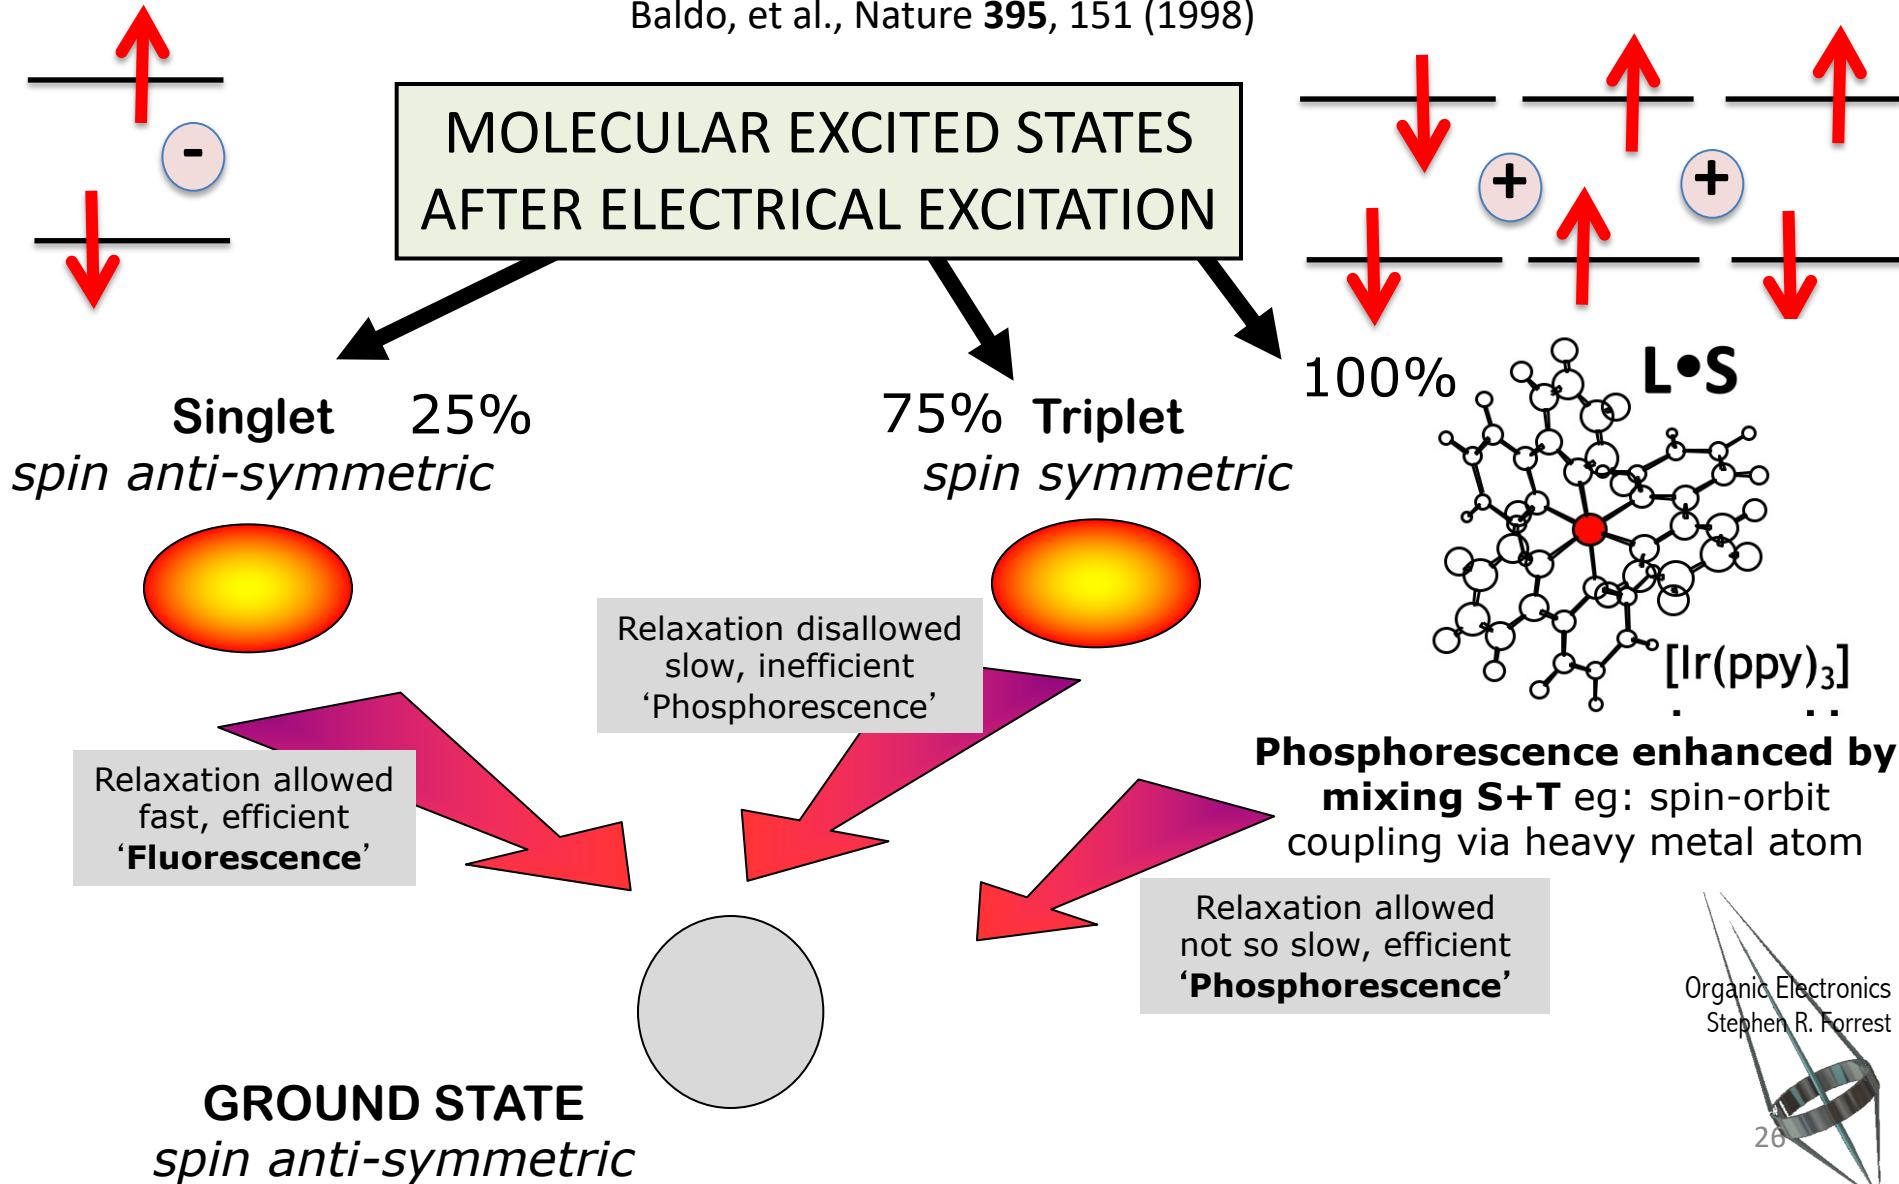 Baldo, et al., Nature 395, 151 (1998)
MOLECULAR EXCITED STATES
AFTER ELECTRICAL EXCITATION
-
+
+
Singlet 25%
spin anti-symmetric
75% Triplet
spin symmetric
100%
L•S
[Ir(ppy)₃]
Relaxation disallowed
slow, inefficient
‘Phosphorescence’
Relaxation allowed
fast, efficient
‘Fluorescence’
Phosphorescence enhanced by
mixing S+T eg: spin-orbit
coupling via heavy metal atom
Relaxation allowed
not so slow, efficient
‘Phosphorescence’
GROUND STATE
spin anti-symmetric
Organic Electronics
Stephen R. Forrest
26